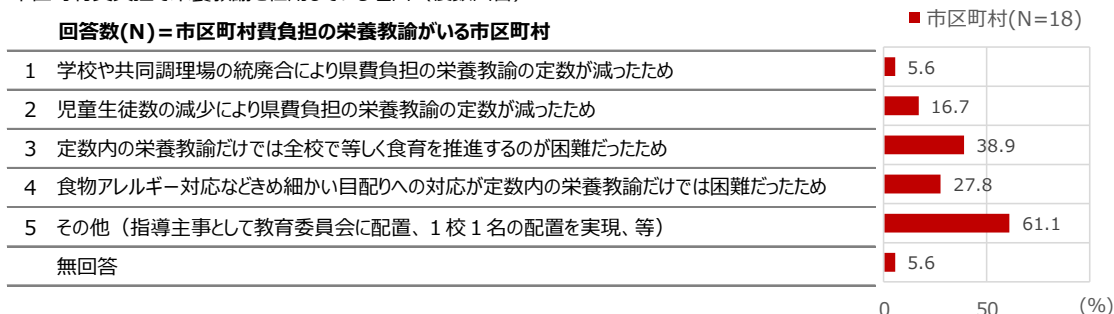 市区町村(N=18)
回答数(N)＝市区町村費負担の栄養教諭がいる市区町村
1 学校や共同調理場の統廃合により県費負担の栄養教諭の定数が減ったため 5.6
2 児童生徒数の減少により県費負担の栄養教諭の定数が減ったため 16.7
3 定数内の栄養教諭だけでは全校で等しく食育を推進するのが困難だったため 38.9
4 食物アレルギー対応などきめ細かい目配りへの対応が定数内の栄養教諭だけでは困難だったため 27.8
5 その他（指導主事として教育委員会に配置、１校１名の配置を実現、等） 61.1
無回答 5.6
0 50 (%)